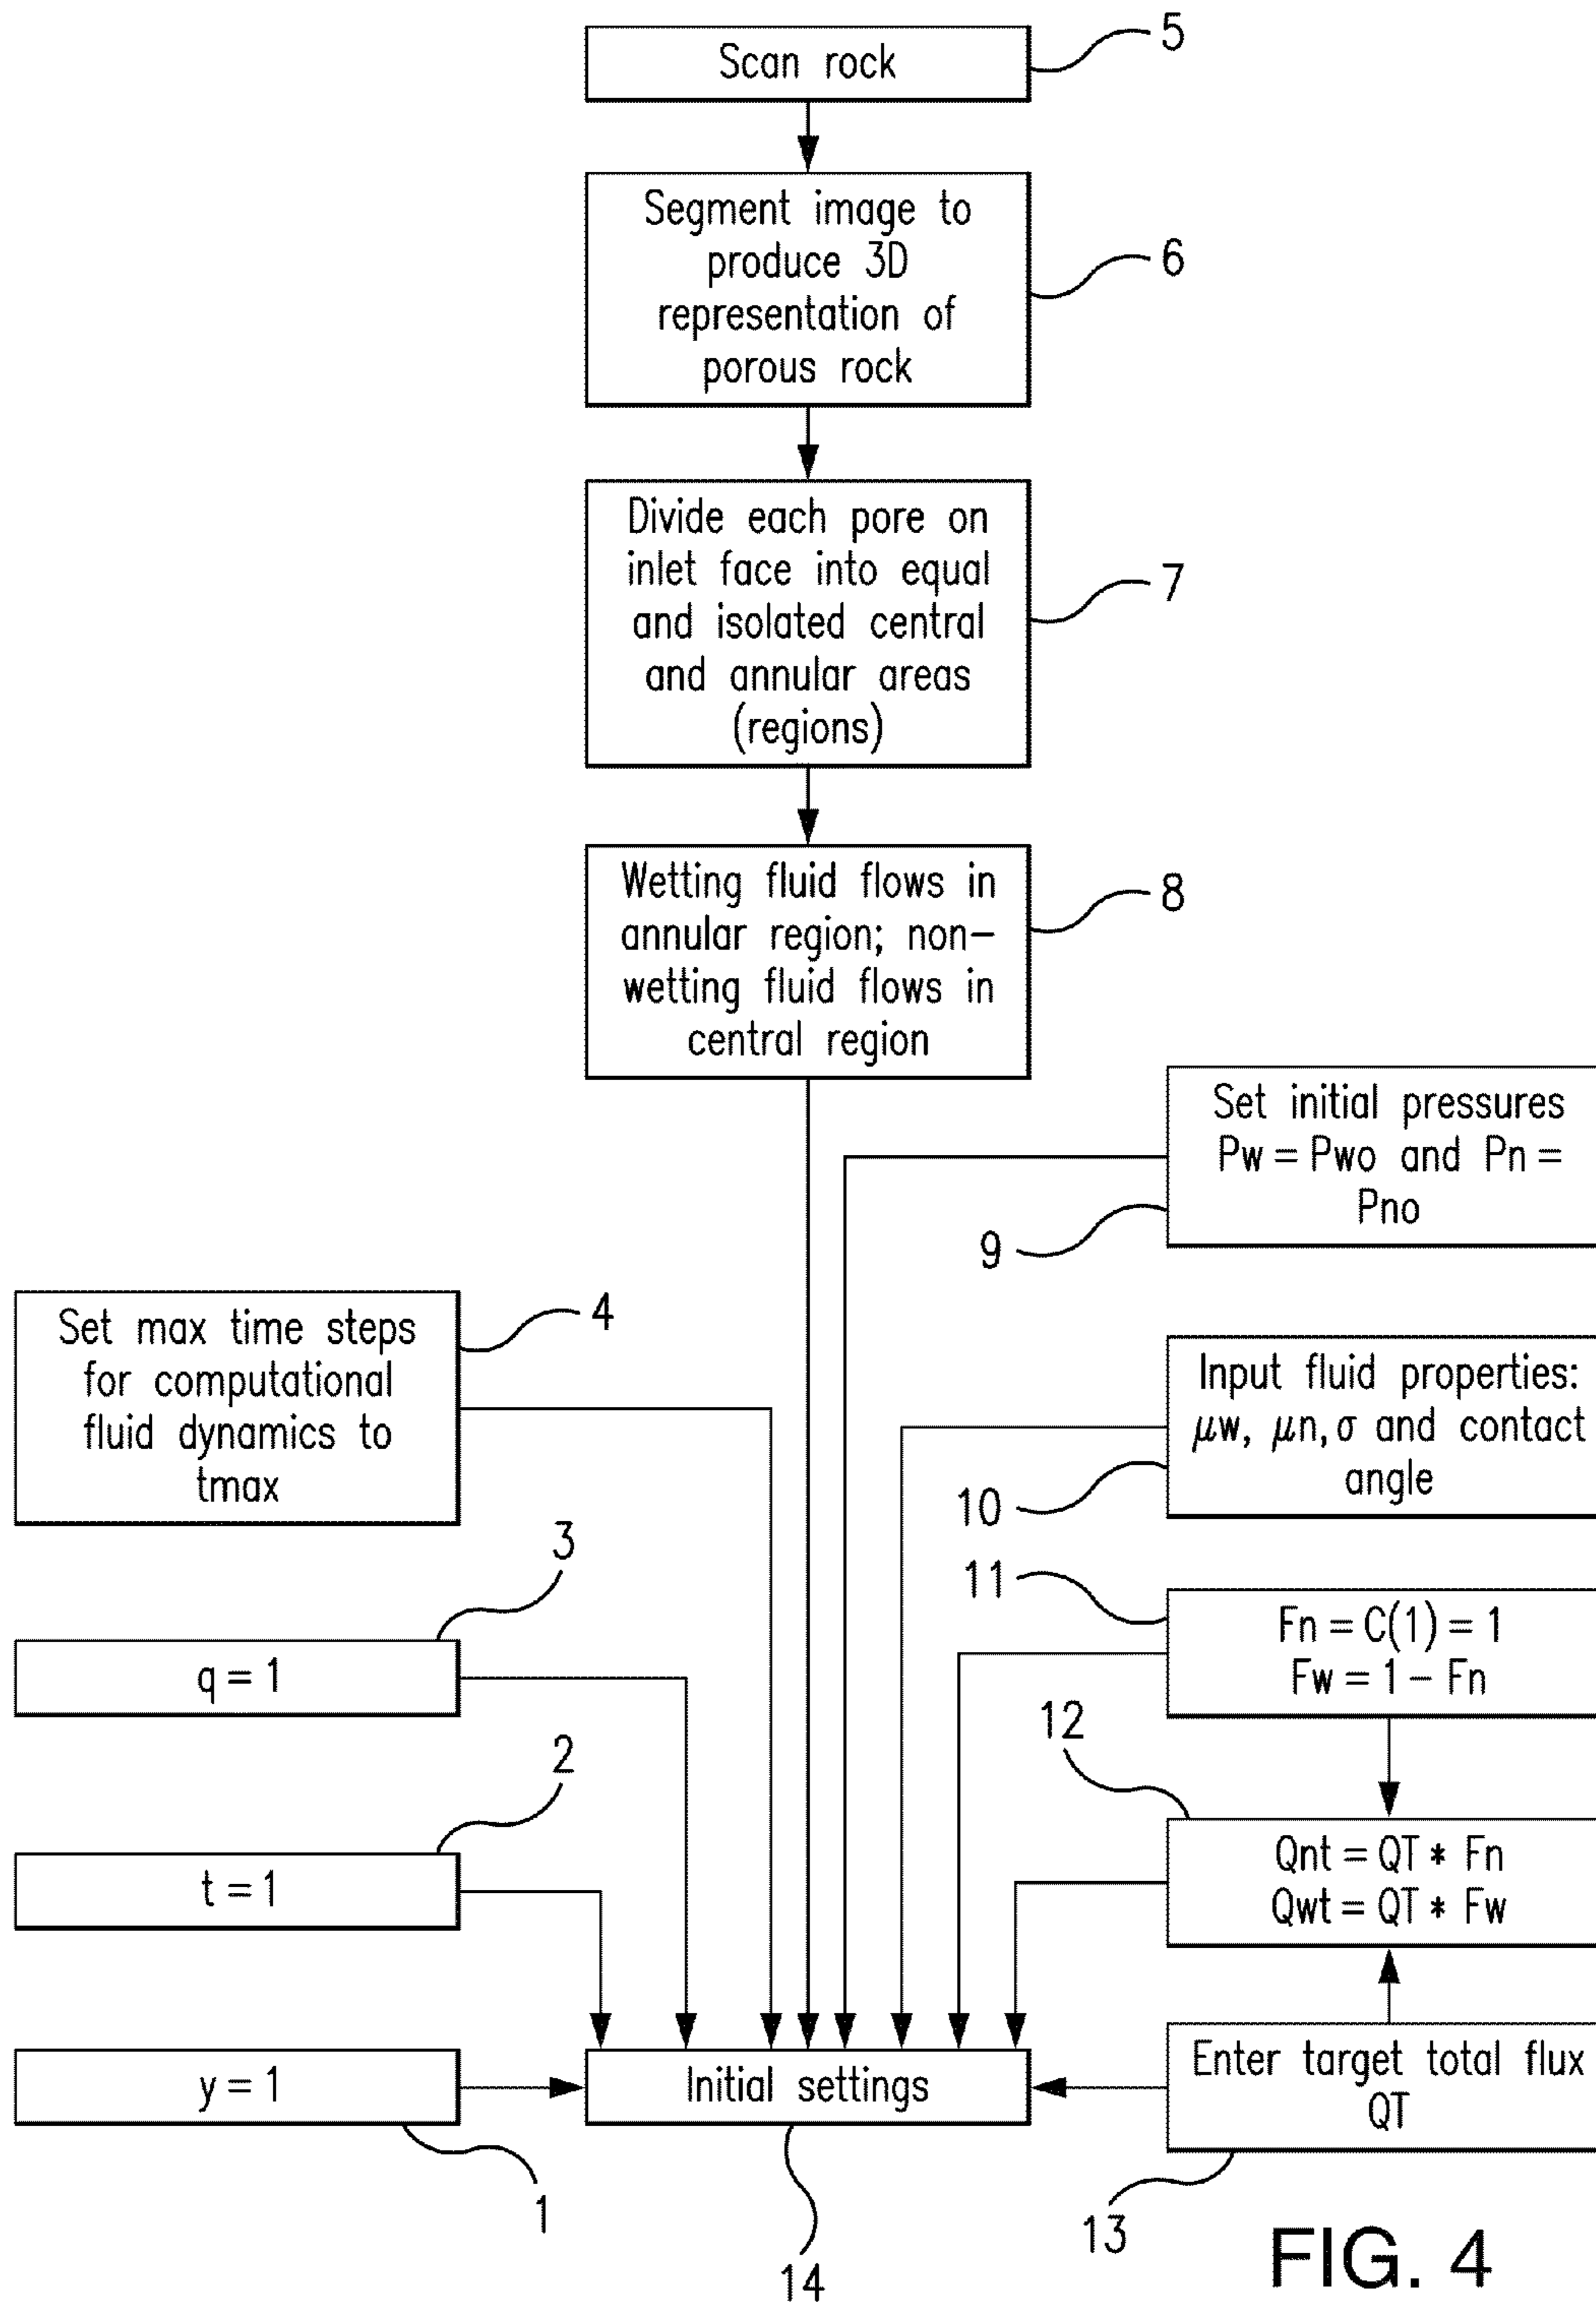 Scan rock
5
Segment image to
produce 3D
representation of
porous rock
6
Divide each pore on
inlet face into equal
and isolated central
and annular areas
(regions)
7
Wetting fluid flows in
annular region; non-
wetting fluid flows in
central region
8
Set initial pressures
Pw = Pwo and Pn =
Pno
9
Set max time steps
for computational
fluid dynamics to
tmax
4
Input fluid properties:
μw, μn, σ and contact
angle
10
q = 1
3
Fn = C(1) = 1
Fw = 1 – Fn
11
t = 1
2
Qnt = QT * Fn
Qwt = QT * Fw
12
y = 1
1
Initial settings
14
Enter target total flux
QT
13
FIG. 4